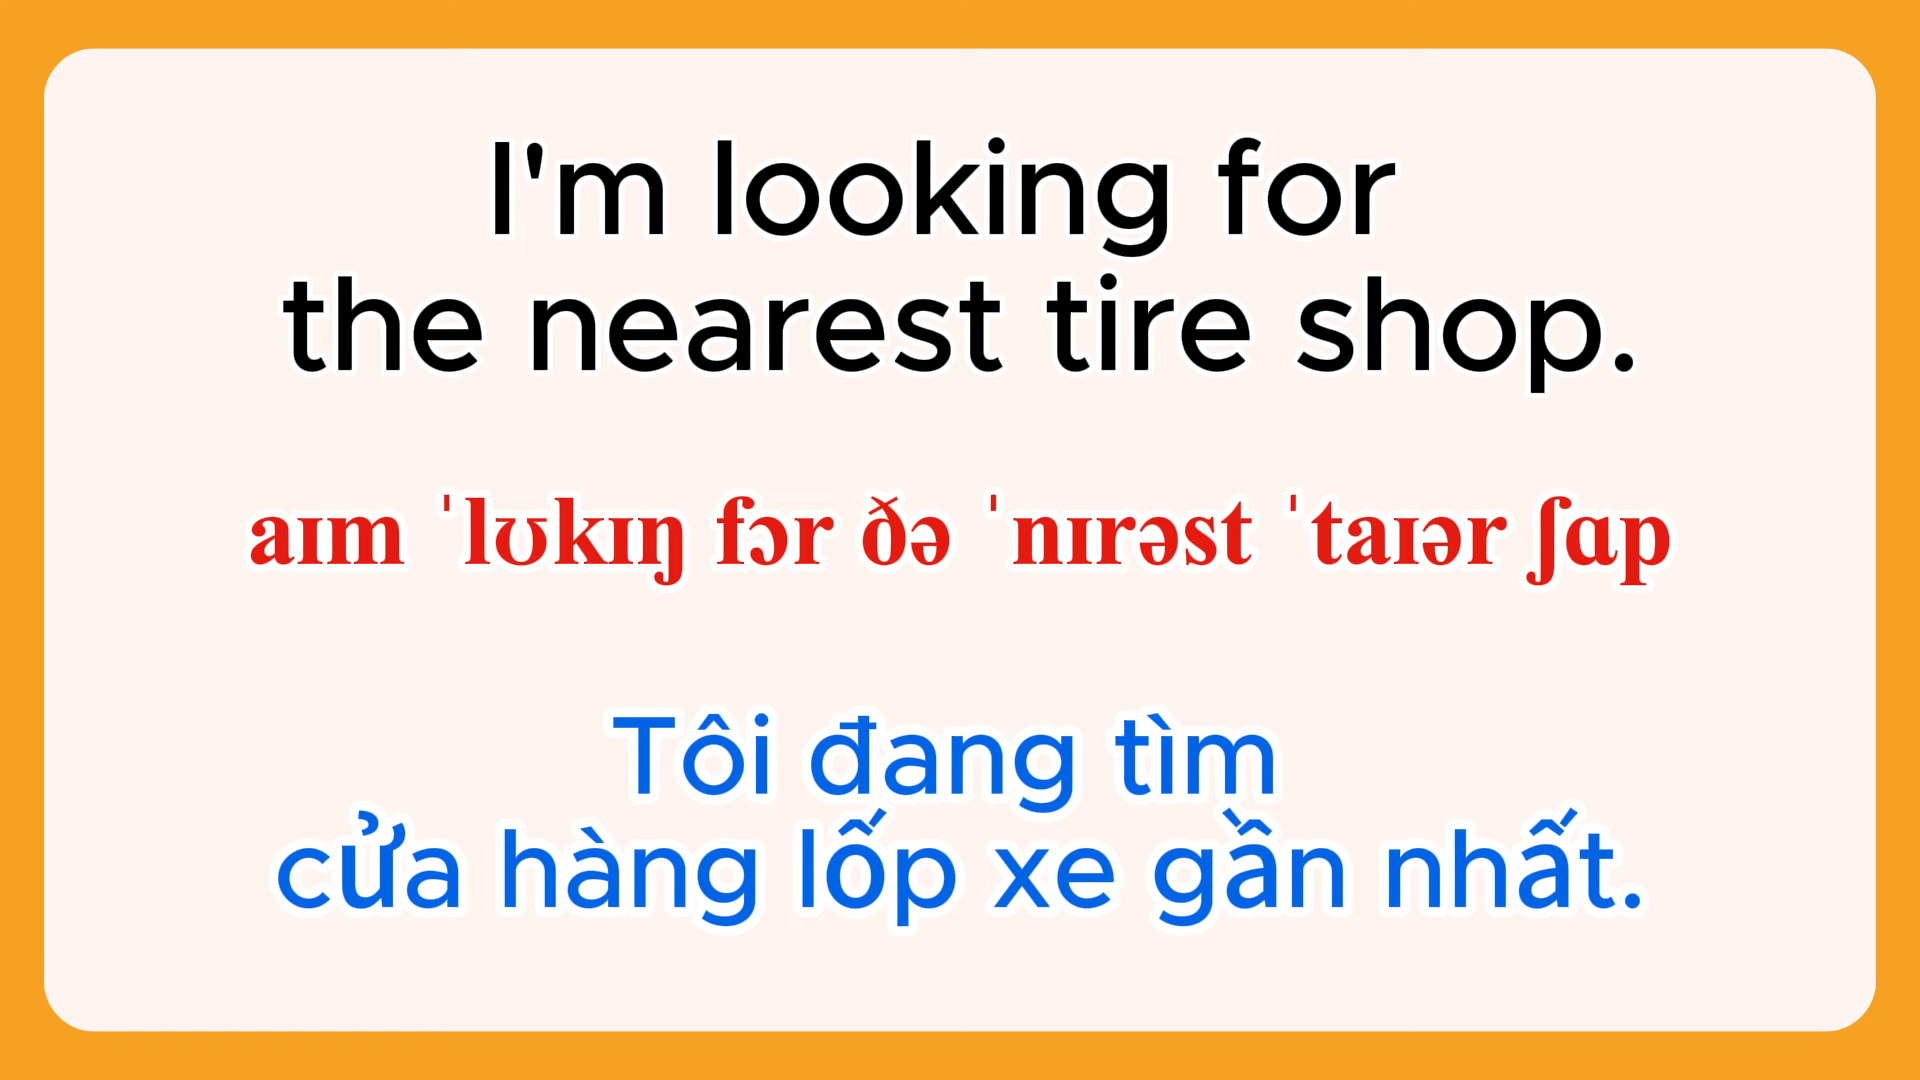 I'm looking for
the nearest tire shop.
aɪm ˈlʊkɪŋ fɔr ðə ˈnɪrəst ˈtaɪər ʃɑp
Tôi đang tìm
cửa hàng lốp xe gần nhất.